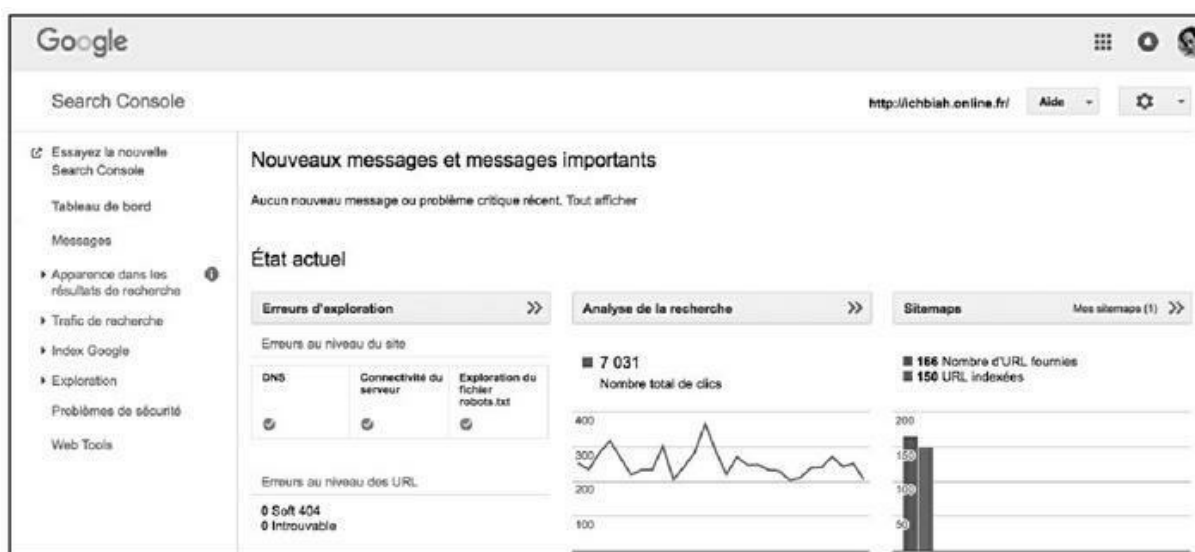 Google
Search Console
http://ichbiah.online.fr/
Aide
Essayez la nouvelle
Search Console
Tableau de bord
Messages
Apparence dans les
résultats de recherche
Trafic de recherche
Index Google
Exploration
Problèmes de sécurité
Web Tools
Nouveaux messages et messages importants
Aucun nouveau message ou problème critique récent. Tout afficher
État actuel
Erreurs d'exploration
Erreurs au niveau du site
DNS
Connectivité du
serveur
Exploration du
fichier
robots.txt
Erreurs au niveau des URL
0 Soft 404
0 Introuvable
Analyse de la recherche
7 031
Nombre total de clics
400
300
200
100
Sitemaps
Mes sitemaps (1)
166 Nombre d'URL fournies
150 URL indexées
200
150
100
50